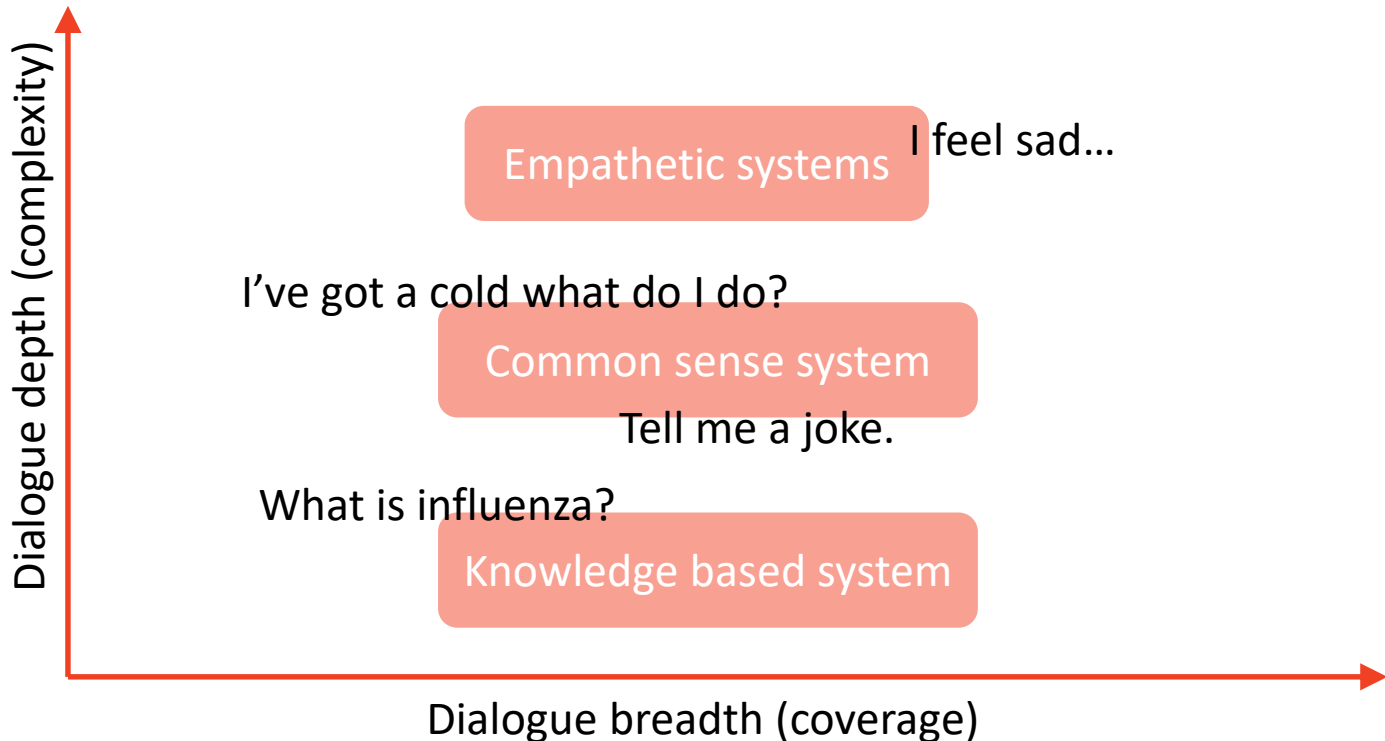 Dialogue depth (complexity)
I feel sad…
Empathetic systems
I’ve got a cold what do I do?
Common sense system
Tell me a joke.
What is influenza?
Knowledge based system
Dialogue breadth (coverage)